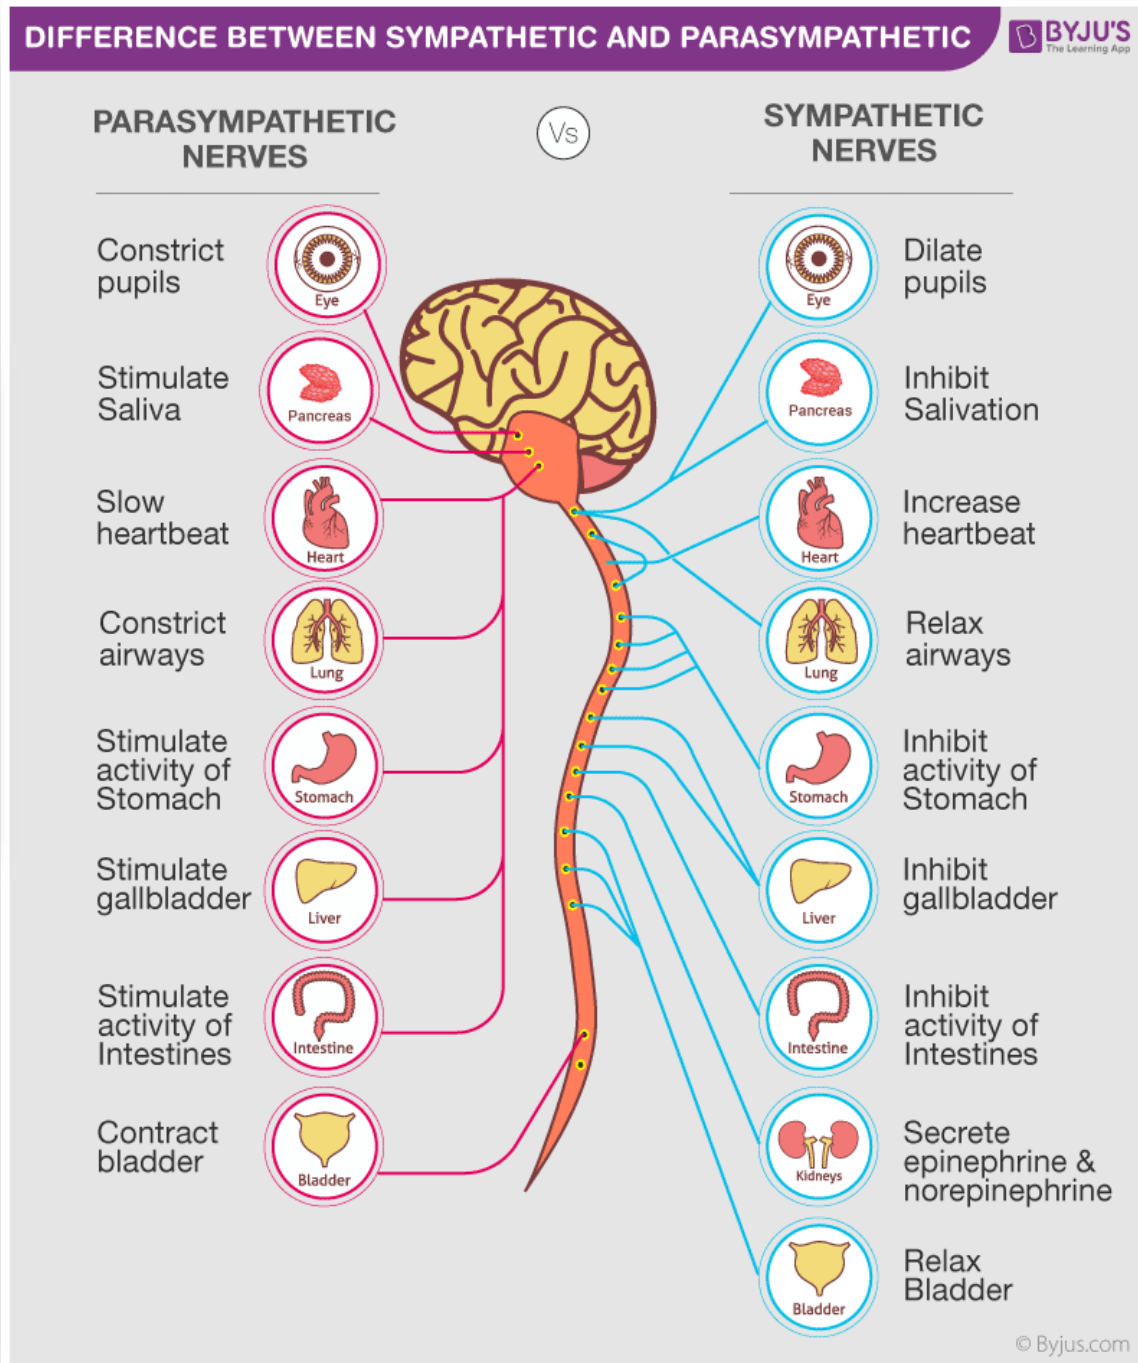 DIFFERENCE BETWEEN SYMPATHETIC AND PARASYMPATHETIC
BYJU'S
The Learning App
PARASYMPATHETIC
NERVES
Vs
SYMPATHETIC
NERVES
Constrict
pupils
Eye
Eye
Dilate
pupils
Stimulate
Saliva
Pancreas
Pancreas
Inhibit
Salivation
Slow
heartbeat
Heart
Heart
Increase
heartbeat
Constrict
airways
Lung
Lung
Relax
airways
Stimulate
activity of
Stomach
Stomach
Stomach
Inhibit
activity of
Stomach
Stimulate
gallbladder
Liver
Liver
Inhibit
gallbladder
Stimulate
activity of
Intestines
Intestine
Intestine
Inhibit
activity of
Intestines
Contract
bladder
Bladder
Kidneys
Secrete
epinephrine &
norepinephrine
Bladder
Relax
Bladder
© Byjus.com